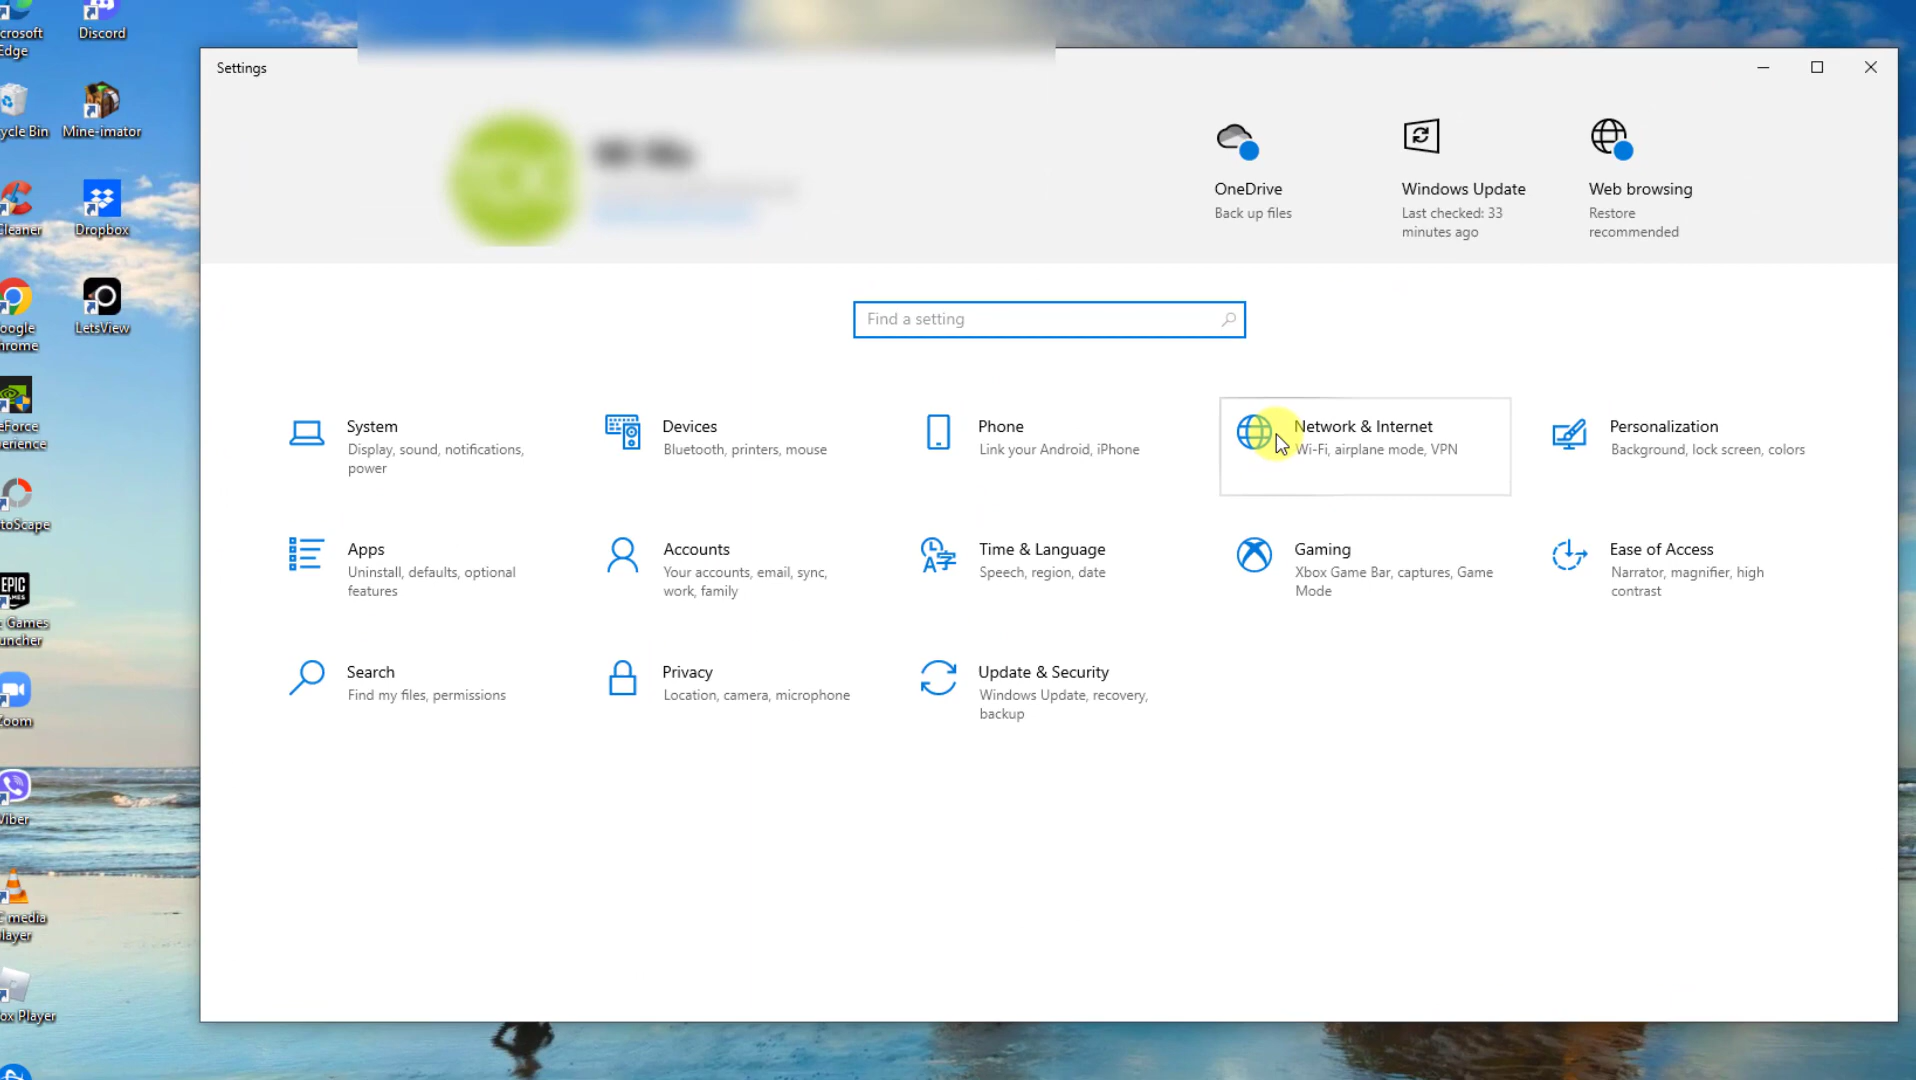 Discord
crosoft
Edge
cycle Bin
Mine-imator
Cleaner
Dropbox
oogle
hrome
LetsView
eForce
erience
toScape
EPIC
GAMES
Games
uncher
Zoom
Viber
media
layer
ox Player
Settings
OneDrive
Back up files
Windows Update
Last checked: 33
minutes ago
Web browsing
Restore
recommended
Find a setting
System
Display, sound, notifications,
power
Devices
Bluetooth, printers, mouse
Phone
Link your Android, iPhone
Network & Internet
Wi-Fi, airplane mode, VPN
Personalization
Background, lock screen, colors
Apps
Uninstall, defaults, optional
features
Accounts
Your accounts, email, sync,
work, family
Time & Language
Speech, region, date
Gaming
Xbox Game Bar, captures, Game
Mode
Ease of Access
Narrator, magnifier, high
contrast
Search
Find my files, permissions
Privacy
Location, camera, microphone
Update & Security
Windows Update, recovery,
backup